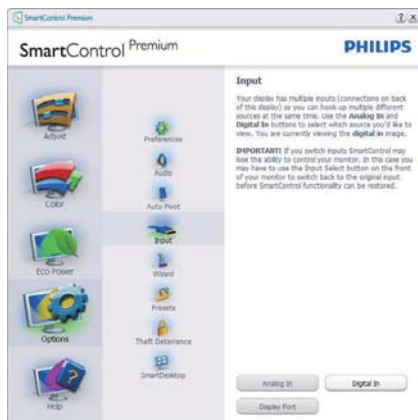 SmartControl Premium
SmartControl Premium
PHILIPS
Adjust
Color
Eco Power
Options
Help
Preferences
Audio
Auto Pivot
Input
Wizard
Presets
Theft Deterrence
SmartDesktop
Input
Your display has multiple inputs (connections on back
of this display) so you can hook up multiple different
sources at the same time. Use the Analog In and
Digital In buttons to select which source you'd like to
view. You are currently viewing the digital in image.
IMPORTANT! If you switch inputs SmartControl may
lose the ability to control your monitor. In this case you
may have to use the Input Select button on the front
of your monitor to switch back to the original input
before SmartControl functionality can be restored.
Analog In
Digital In
Display Port